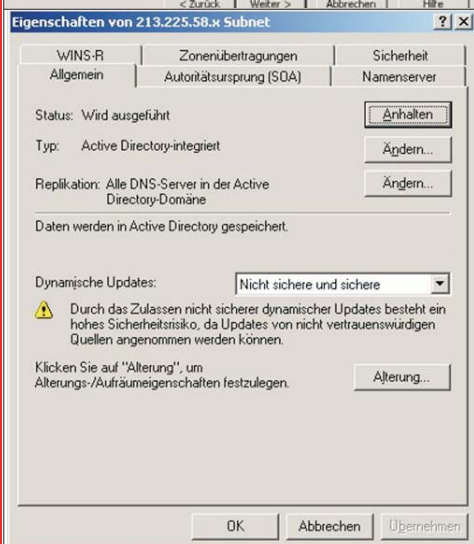 < Zurück Weiter > Abbrechen Hilfe
Eigenschaften von 213.225.58.x Subnet
WINS-R Zonenübertragungen Sicherheit
Allgemein Autoritätsursprung (SOA) Namenserver
Status: Wird ausgeführt Anhalten
Typ: Active Directory-integriert Ändern...
Replikation: Alle DNS-Server in der Active Ändern...
Directory-Domäne
Daten werden in Active Directory gespeichert.
Dynamische Updates: Nicht sichere und sichere
Durch das Zulassen nicht sicherer dynamischer Updates besteht ein
hohes Sicherheitsrisiko, da Updates von nicht vertrauenswürdigen
Quellen angenommen werden können.
Klicken Sie auf "Alterung", um
Alterungs-/Aufräumeigenschaften festzulegen. Alterung...
OK Abbrechen Übernehmen